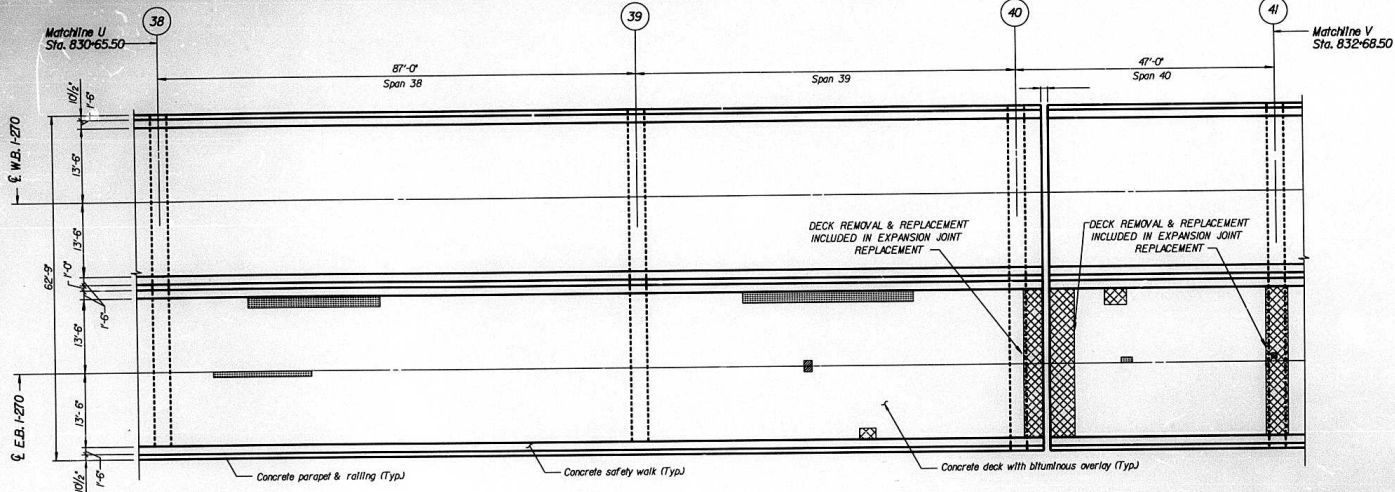 38
39
40
41
Matchline U
Sta. 830+65.50
Matchline V
Sta. 832+68.50
87'-0"
Span 38
Span 39
47'-0"
Span 40
10½"
1'-6"
13'-6"
13'-6"
62'-9"
1'-0"
1'-6"
13'-6"
13'-6"
1'-6"
10½"
℄ W.B. I-270
℄ E.B. I-270
DECK REMOVAL & REPLACEMENT
INCLUDED IN EXPANSION JOINT
REPLACEMENT
DECK REMOVAL & REPLACEMENT
INCLUDED IN EXPANSION JOINT
REPLACEMENT
Concrete parapet & railing (Typ.)
Concrete safety walk (Typ.)
Concrete deck with bituminous overlay (Typ.)